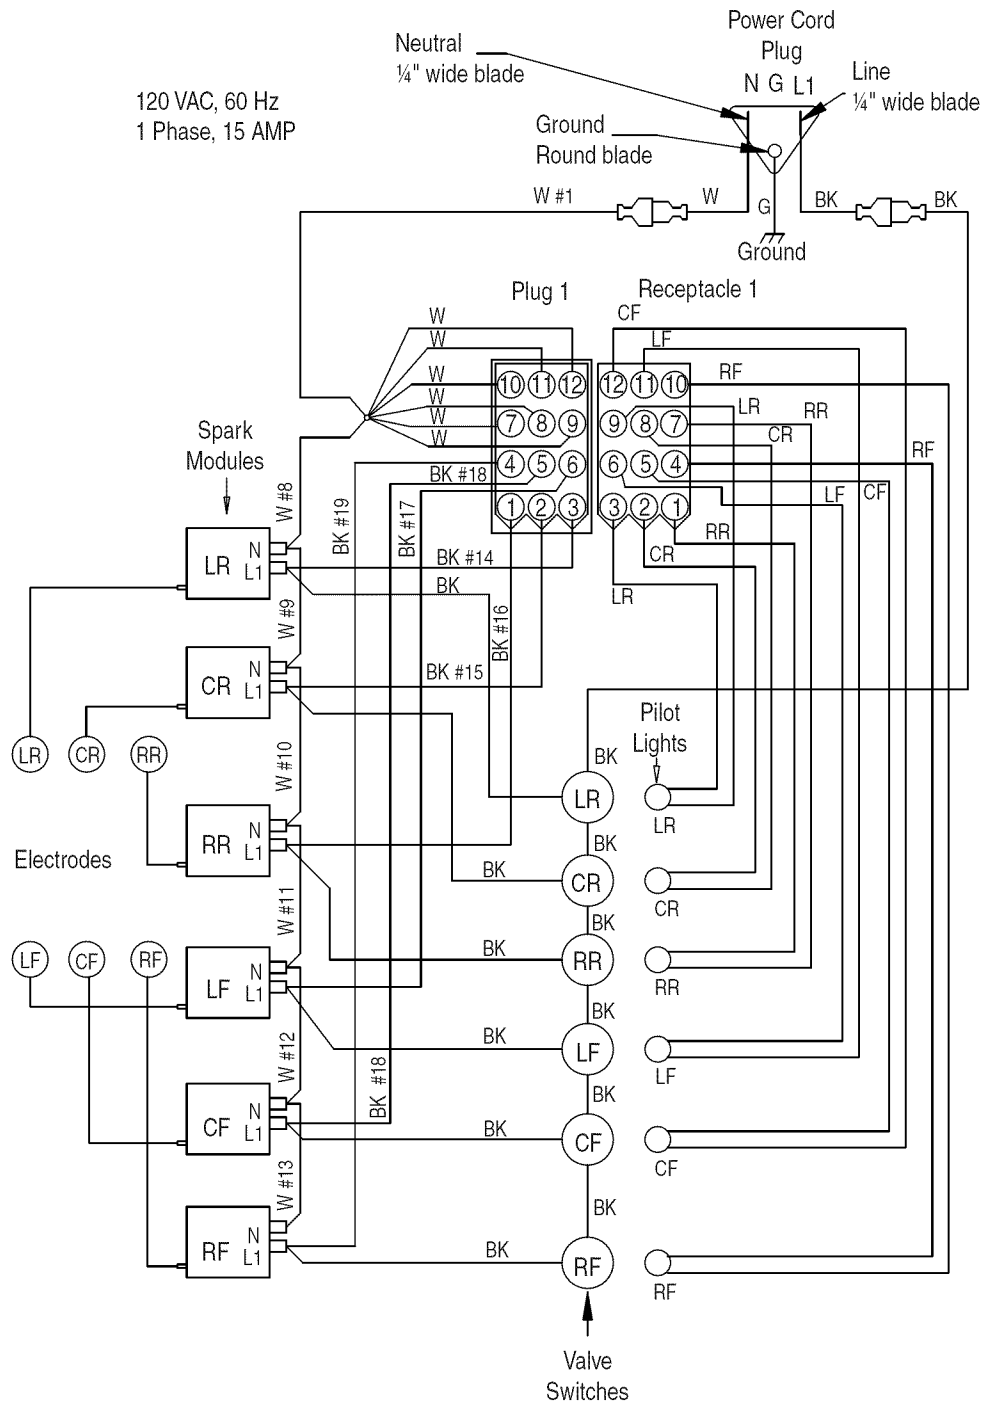 Power Cord
Plug
N G L1
Neutral
¼" wide blade
Line
¼" wide blade
120 VAC, 60 Hz
1 Phase, 15 AMP
Ground
Round blade
W #1
W
G
BK
BK
Ground
Plug 1
Receptacle 1
W
W
W
W
W
W
CF
LF
RF
LR
RR
CR
RF
10 11 12
7 8 9
4 5 6
1 2 3
12 11 10
9 8 7
6 5 4
3 2 1
LF
CF
RR
CR
LR
Spark
Modules
W #8
BK #19
BK #18
BK #17
BK #14
BK
BK #16
BK #15
LR
N
L1
W #9
CR
N
L1
W #10
LR
CR
RR
RR
N
L1
Electrodes
W #11
LF
CF
RF
LF
N
L1
W #12
BK #18
CF
N
L1
W #13
RF
N
L1
Pilot
Lights
BK
LR
LR
BK
BK
CR
CR
BK
BK
RR
RR
BK
BK
LF
LF
BK
BK
CF
CF
BK
BK
RF
RF
Valve
Switches